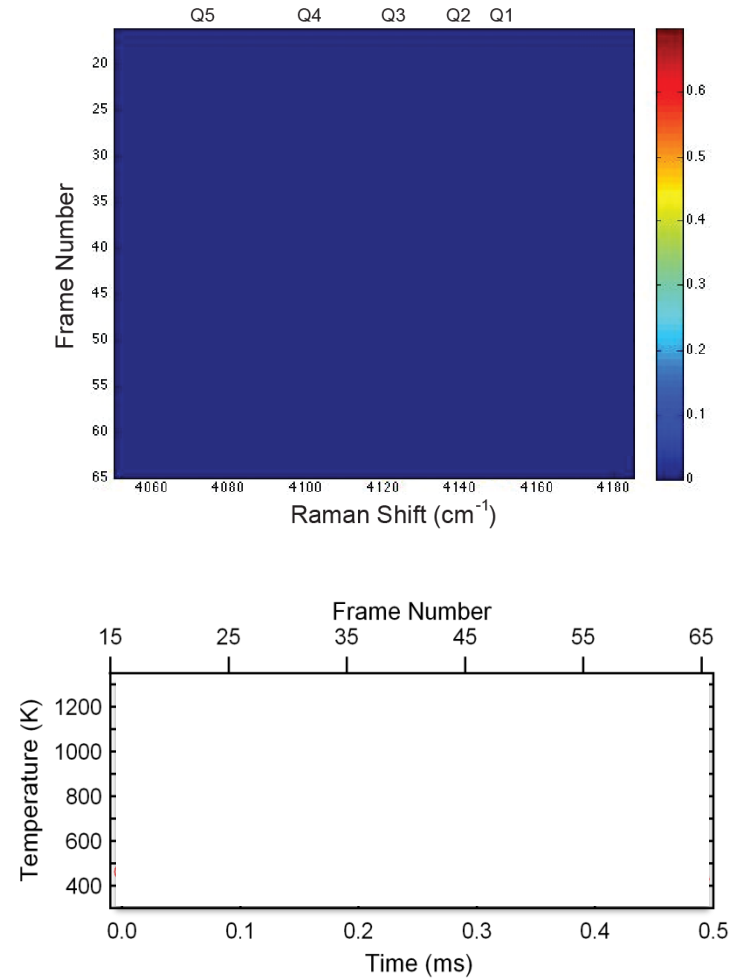 Q5 Q4 Q3 Q2 Q1
20
25
30
35
40
45
50
55
60
65
Frame Number
4060 4080 4100 4120 4140 4160 4180
Raman Shift (cm-1)
0.6
0.5
0.4
0.3
0.2
0.1
0
Frame Number
15 25 35 45 55 65
1200
1000
800
600
400
Temperature (K)
0.0 0.1 0.2 0.3 0.4 0.5
Time (ms)